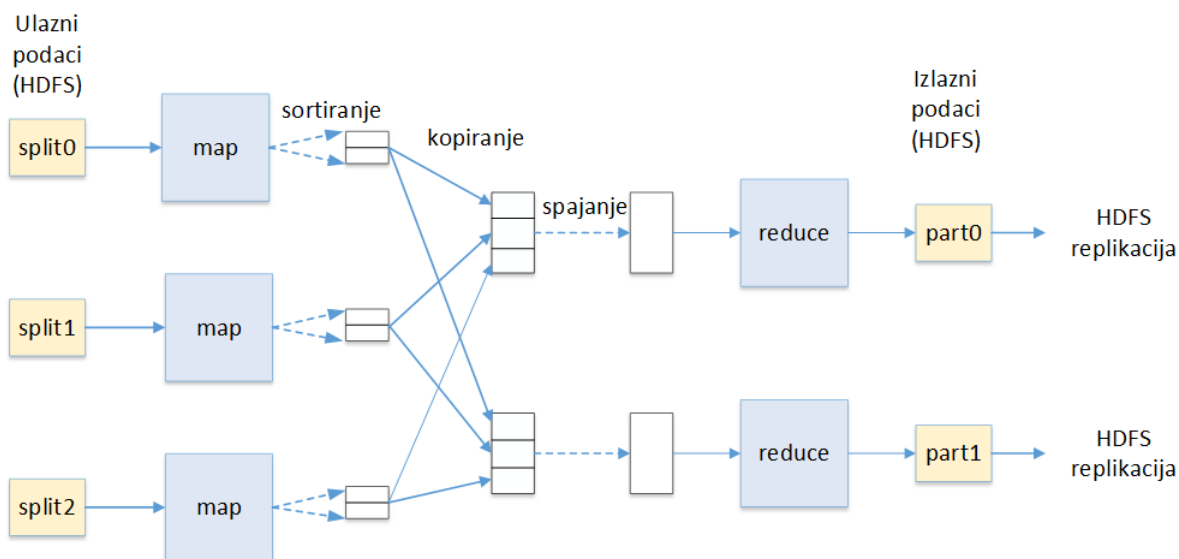 Ulazni
podaci
(HDFS)
split0
map
sortiranje
kopiranje
spajanje
reduce
Izlazni
podaci
(HDFS)
part0
HDFS
replikacija
split1
map
split2
map
reduce
part1
HDFS
replikacija